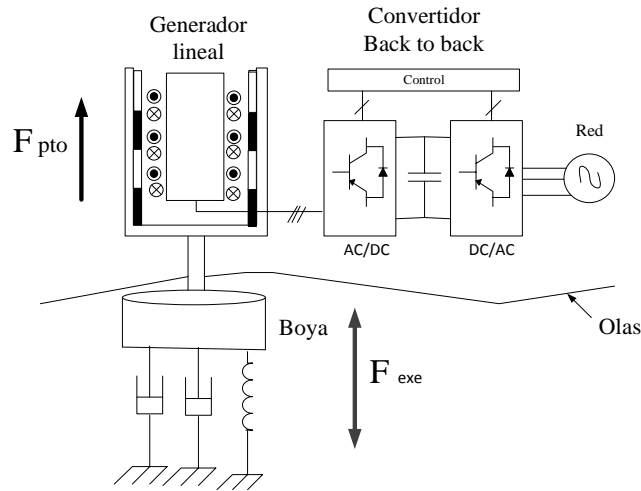 Generador
lineal
Convertidor
Back to back
Control
F pto
Red
AC/DC
DC/AC
Boya
Olas
F exe